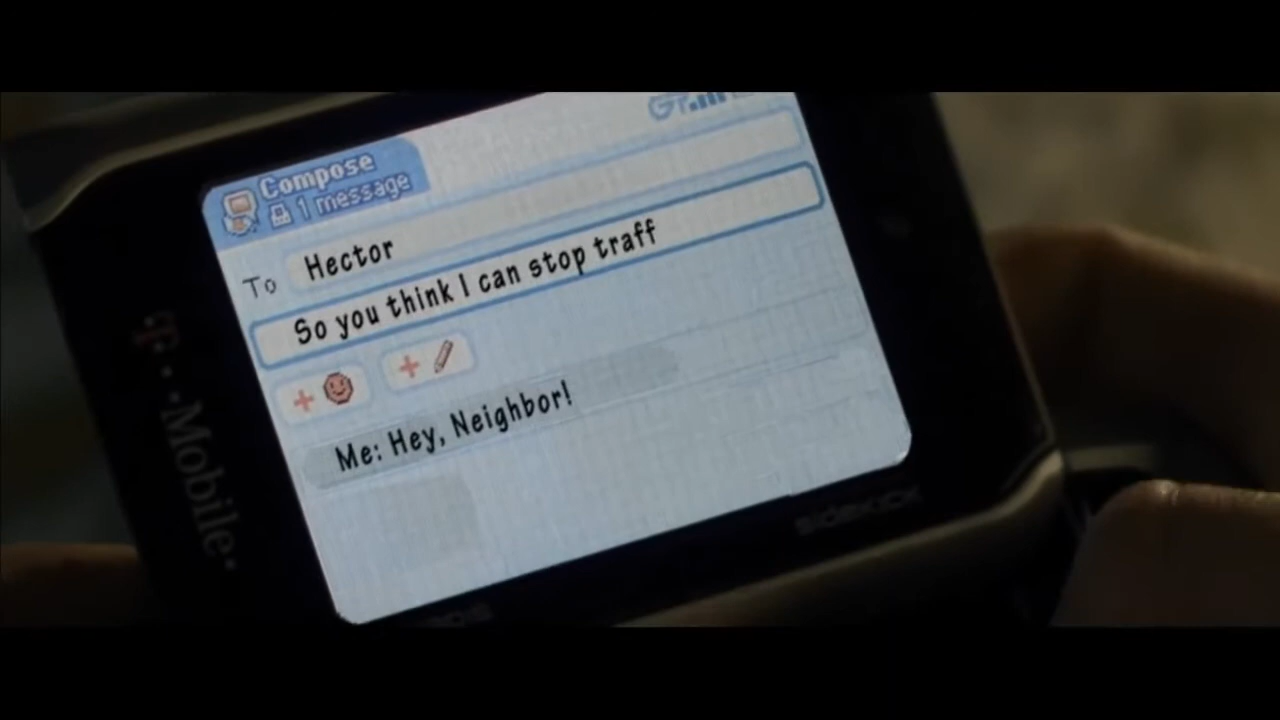 Compose
1 message
To Hector
So you think I can stop traff
Me: Hey, Neighbor!
T··Mobile·
SIDEKICK